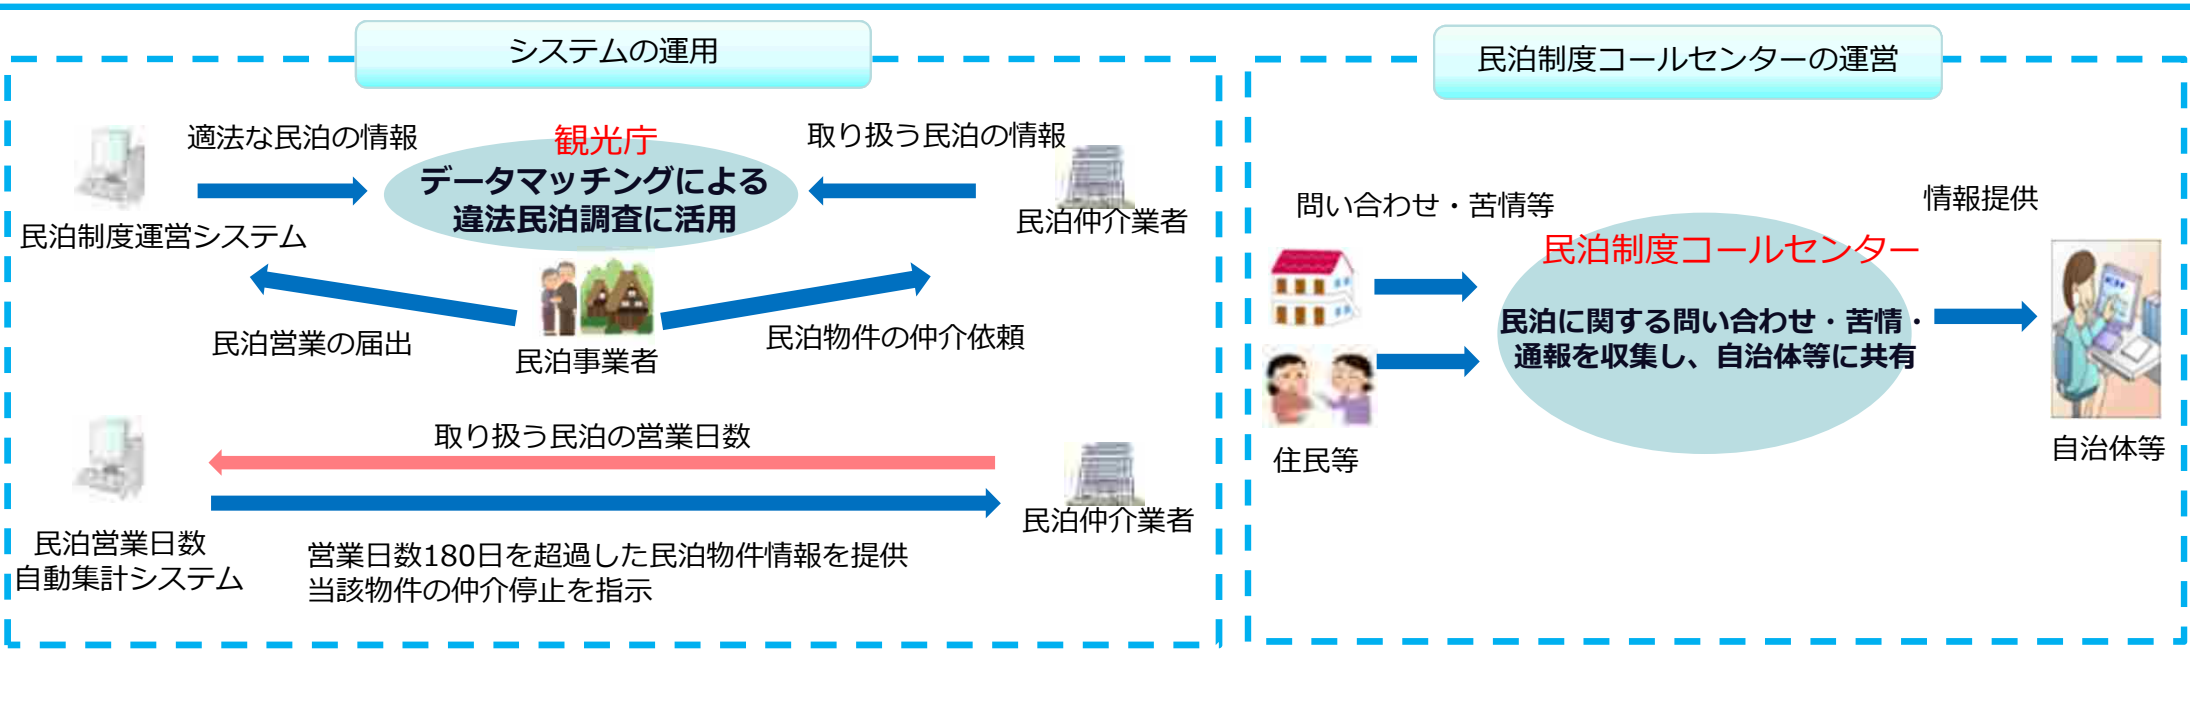 システムの運用
適法な民泊の情報
観光庁
取り扱う民泊の情報
データマッチングによる
違法民泊調査に活用
民泊制度運営システム
民泊仲介業者
民泊営業の届出
民泊事業者
民泊物件の仲介依頼
取り扱う民泊の営業日数
民泊営業日数
自動集計システム
民泊仲介業者
営業日数180日を超過した民泊物件情報を提供
当該物件の仲介停止を指示
民泊制度コールセンターの運営
問い合わせ・苦情等
情報提供
民泊制度コールセンター
民泊に関する問い合わせ・苦情・
通報を収集し、自治体等に共有
住民等
自治体等